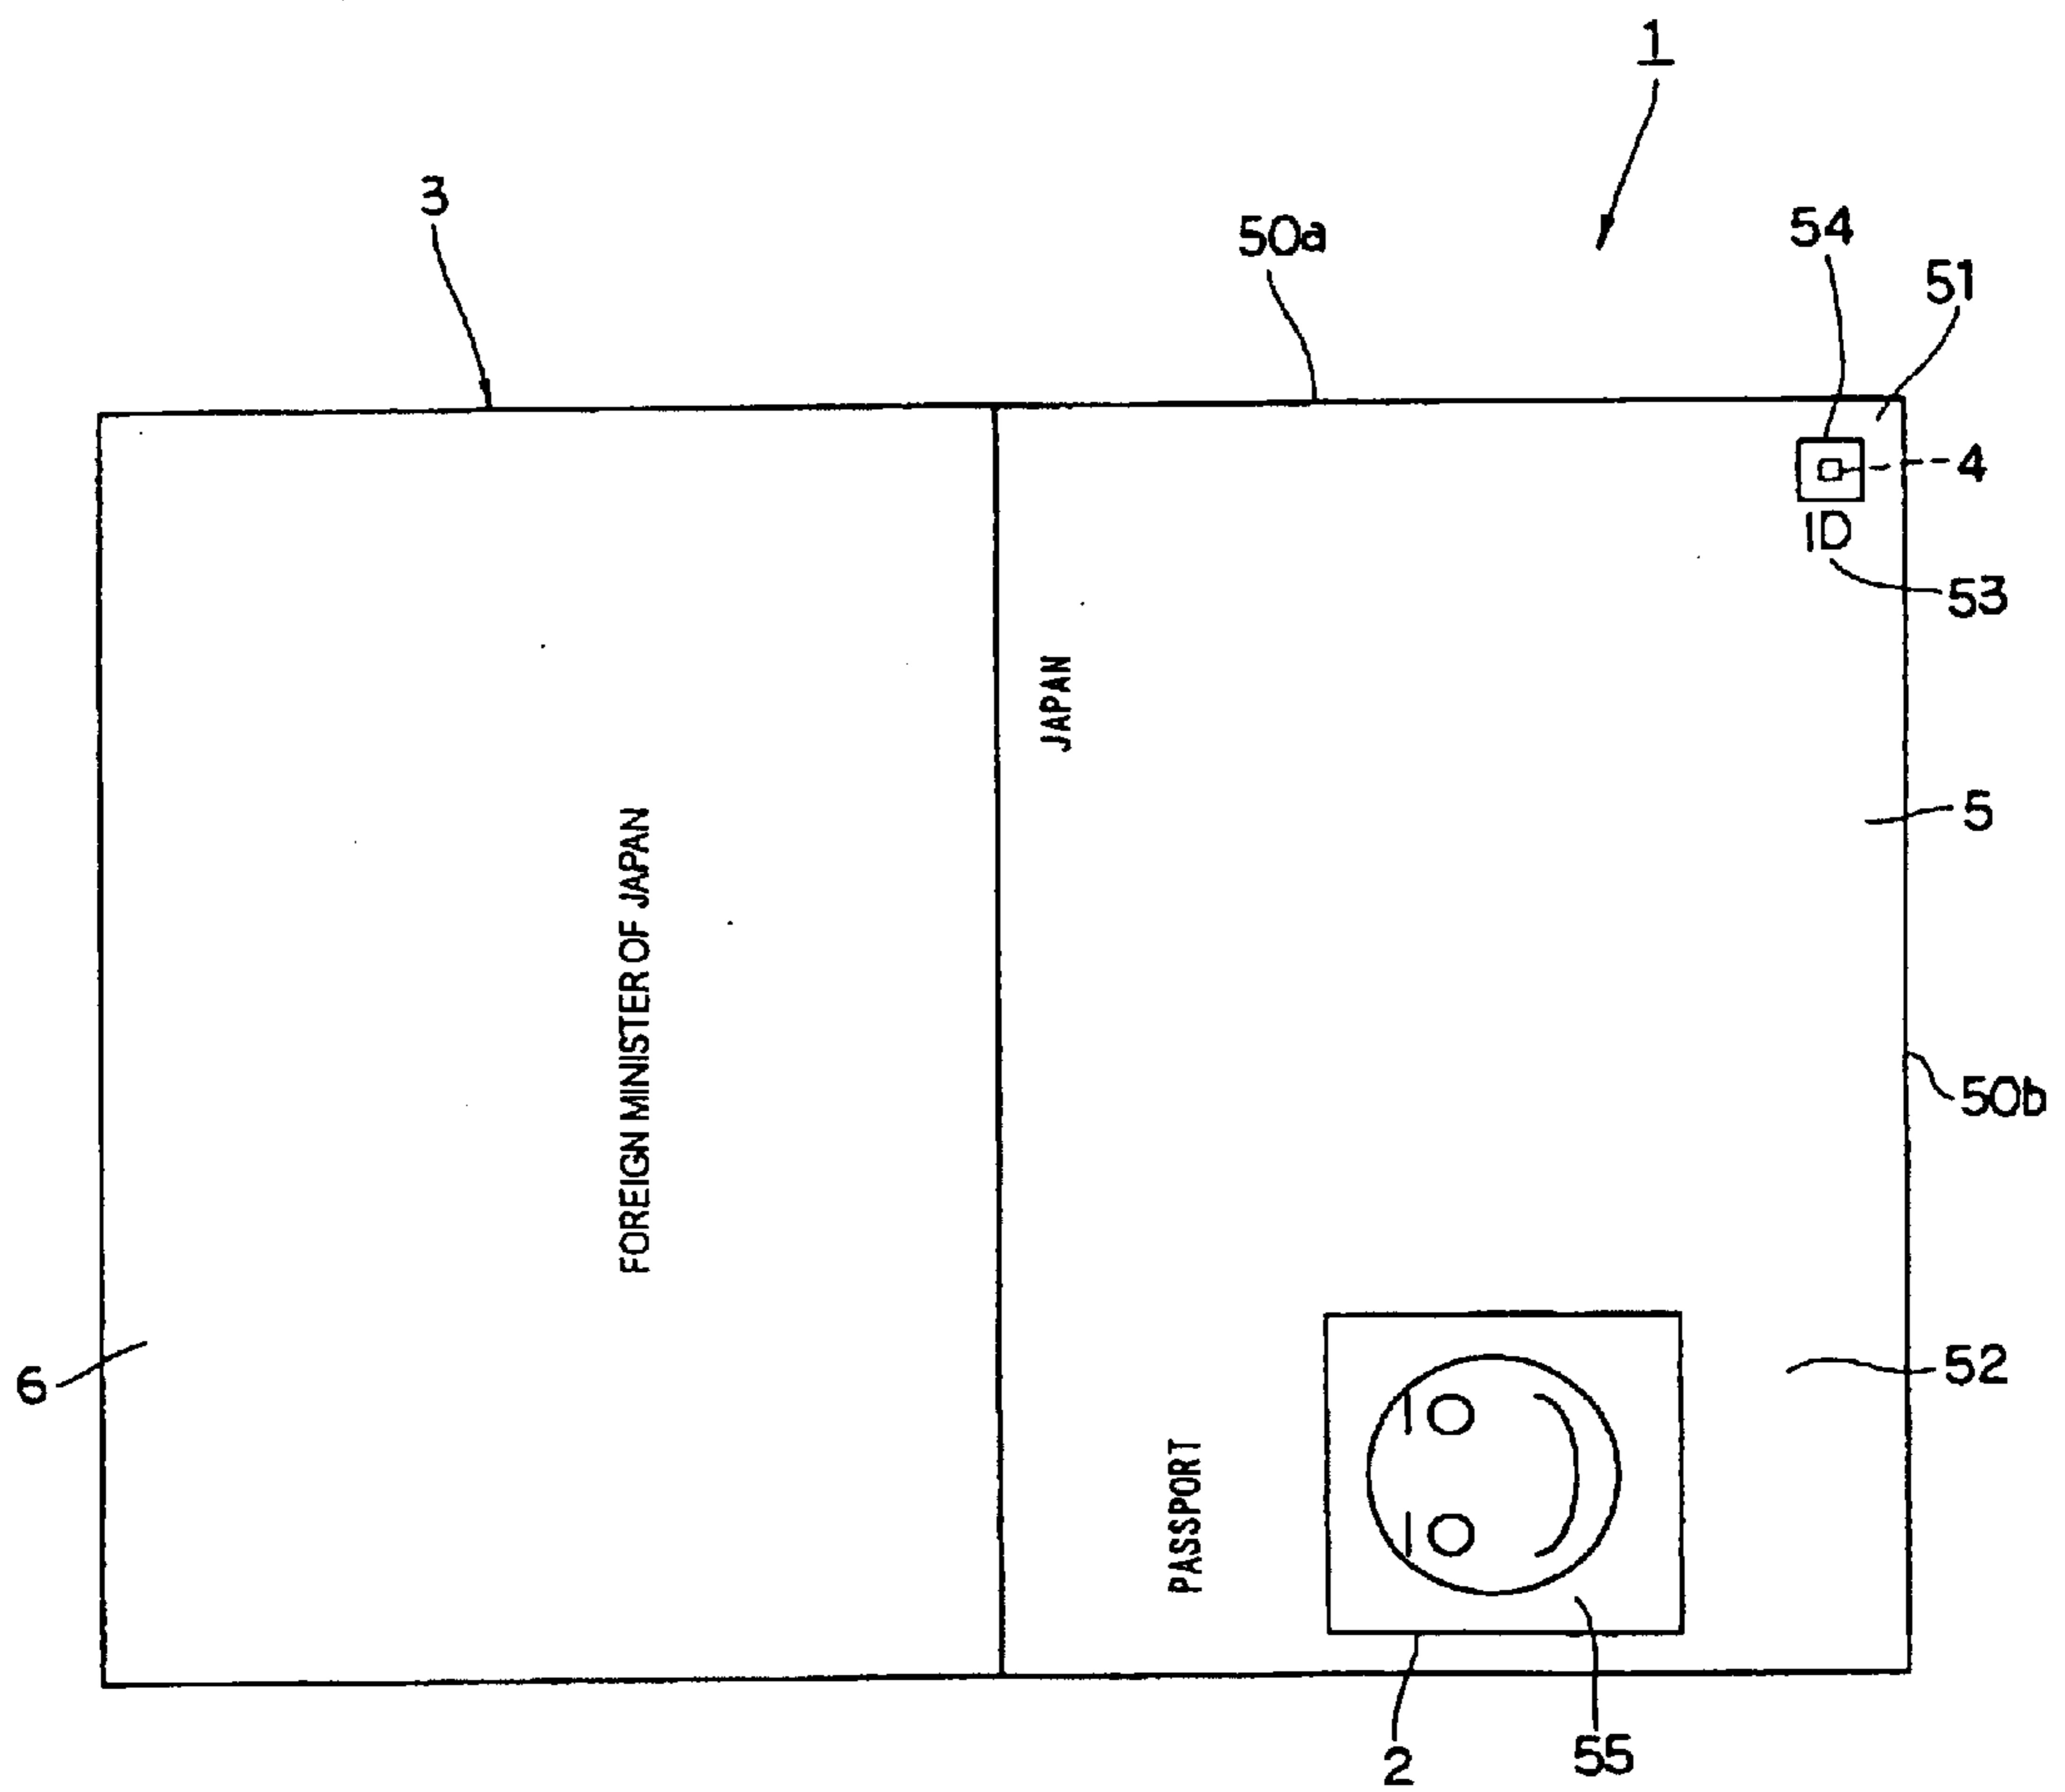 1
3
50a
54
51
4
ID
53
JAPAN
5
FOREIGN MINISTER OF JAPAN
50b
6
52
PASSPORT
2
55